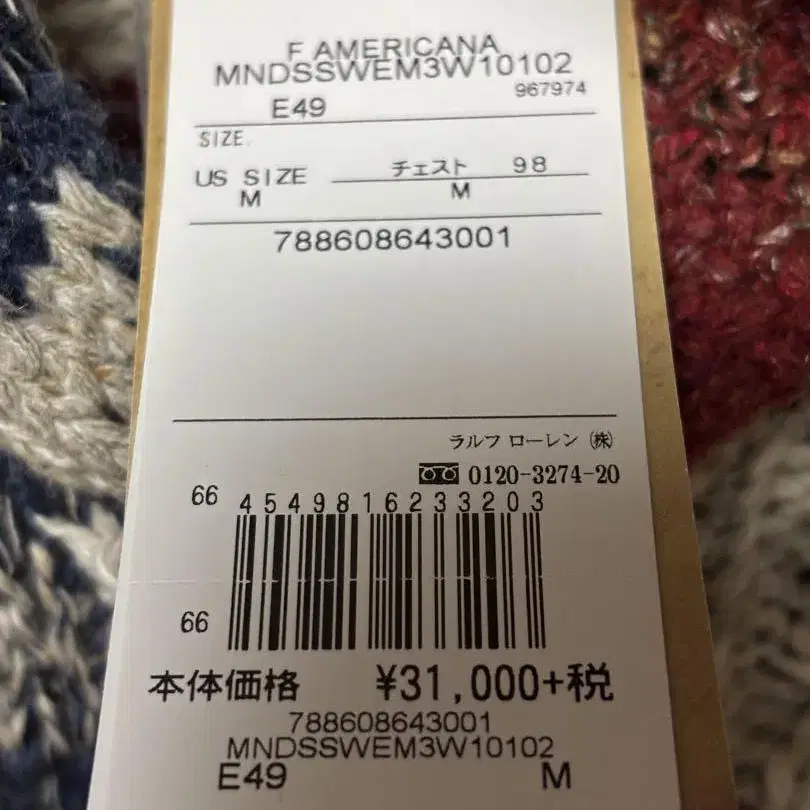 F AMERICANA
MNDSSWEM3W10102
967974
E49
SIZE.
チェスト 98
US SIZE
M M
788608643001
ラルフ ローレン (株)
0120-3274-20
66 4549816233203
66
本体価格 ¥31,000+税
788608643001
MNDSSWEM3W10102
E49 M